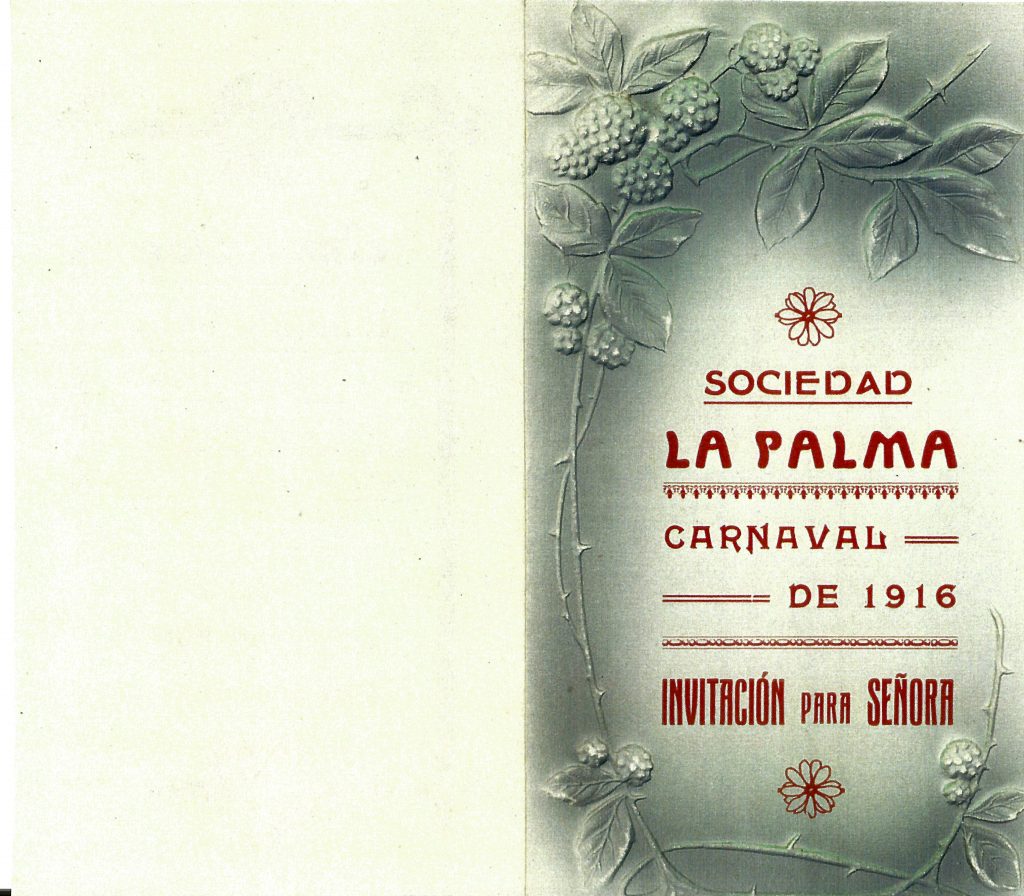 SOCIEDAD
LA PALMA
CARNAVAL
DE 1916
INVITACIÓN PARA SEÑORA